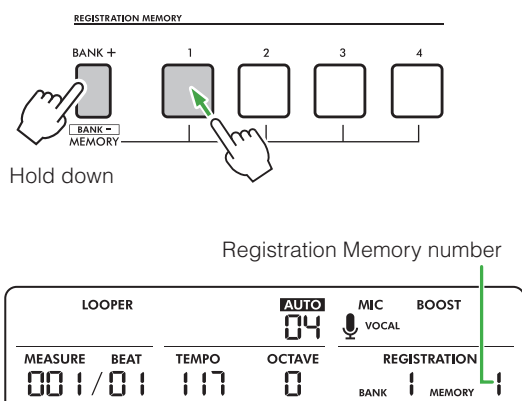 REGISTRATION MEMORY
BANK + 1 2 3 4
BANK –
MEMORY
Hold down
Registration Memory number
LOOPER AUTO MIC BOOST
04 VOCAL
MEASURE BEAT TEMPO OCTAVE REGISTRATION
001/01 117 0 BANK 1 MEMORY 1